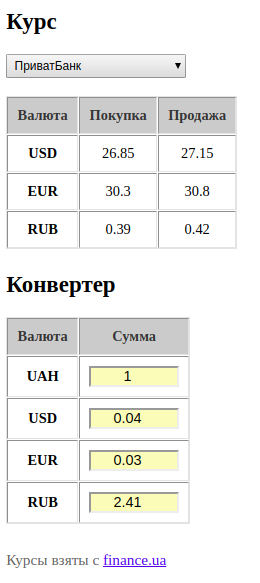 Курс
ПриватБанк
Валюта Покупка Продажа
USD 26.85 27.15
EUR 30.3 30.8
RUB 0.39 0.42
Конвертер
Валюта Сумма
UAH 1
USD 0.04
EUR 0.03
RUB 2.41
Курсы взяты с finance.ua